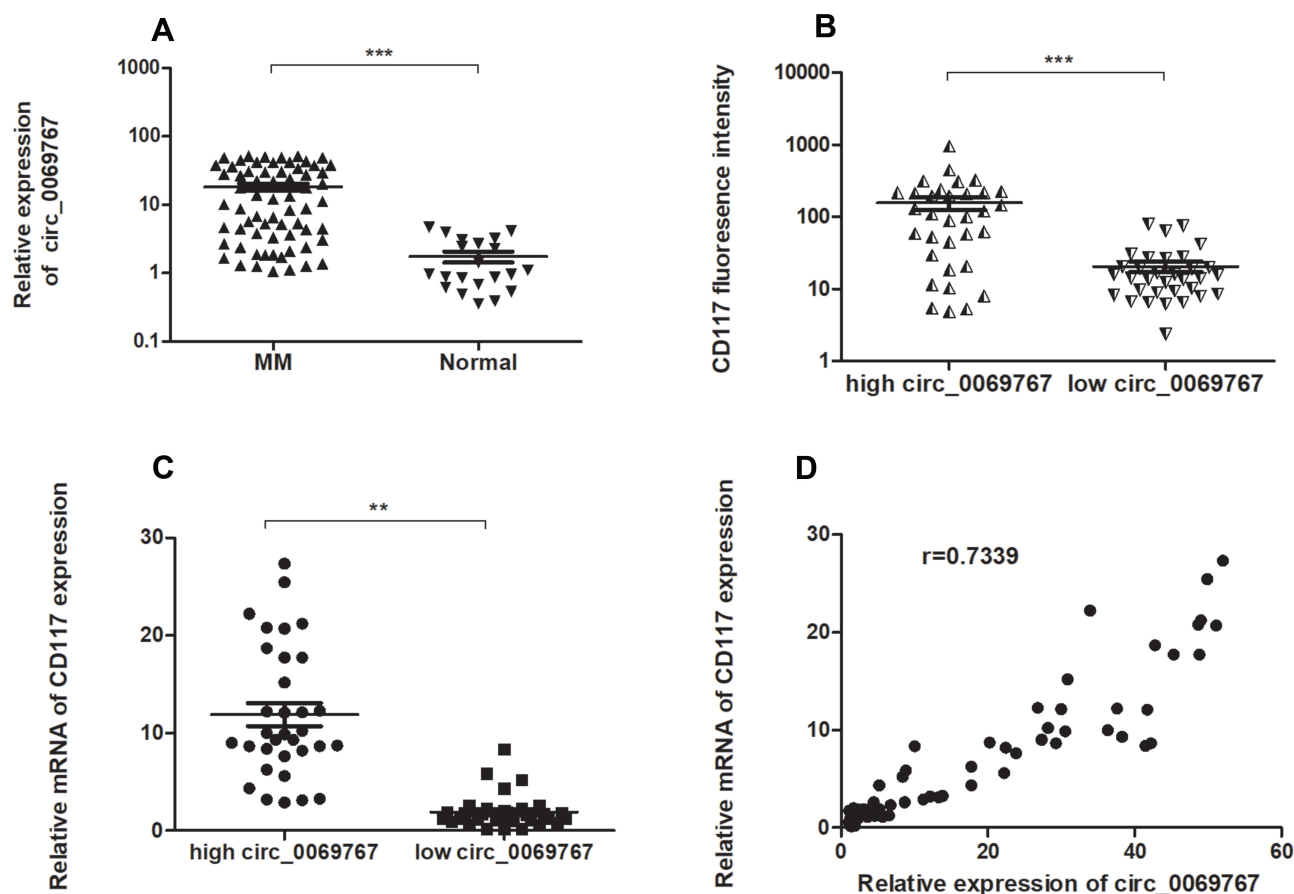 A
***
Relative expression
of circ_0069767
1000
100
10
1
0.1
MM Normal
B
***
CD117 fluorescence intensity
10000
1000
100
10
1
high circ_0069767 low circ_0069767
C
**
Relative mRNA of CD117 expression
30
20
10
0
high circ_0069767 low circ_0069767
D
r=0.7339
Relative mRNA of CD117 expression
30
20
10
0
0 20 40 60
Relative expression of circ_0069767